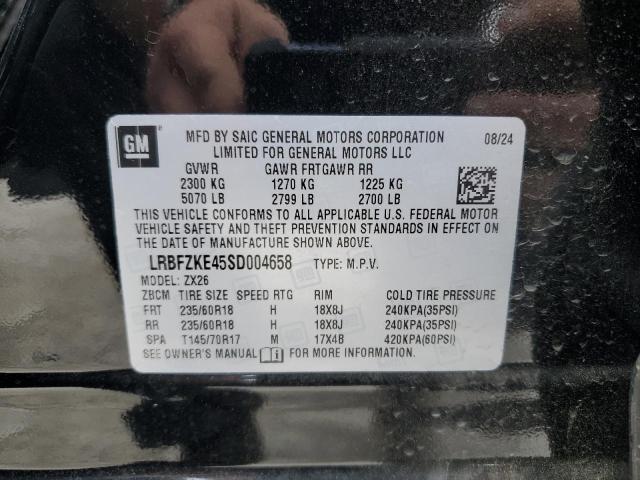 GM
MFD BY SAIC GENERAL MOTORS CORPORATION 08/24
LIMITED FOR GENERAL MOTORS LLC
GVWR GAWR FRT GAWR RR
2300 KG 1270 KG 1225 KG
5070 LB 2799 LB 2700 LB
THIS VEHICLE CONFORMS TO ALL APPLICABLE U.S. FEDERAL MOTOR
VEHICLE SAFETY AND THEFT PREVENTION STANDARDS IN EFFECT ON
THE DATE OF MANUFACTURE SHOWN ABOVE.
LRBFZKE45SD004658 TYPE: M.P.V.
MODEL: ZX26
ZBCM TIRE SIZE SPEED RTG RIM COLD TIRE PRESSURE
FRT 235/60R18 H 18X8J 240KPA(35PSI)
RR 235/60R18 H 18X8J 240KPA(35PSI)
SPA T145/70R17 M 17X4B 420KPA(60PSI)
SEE OWNER'S MANUAL i FOR MORE INFORMATION